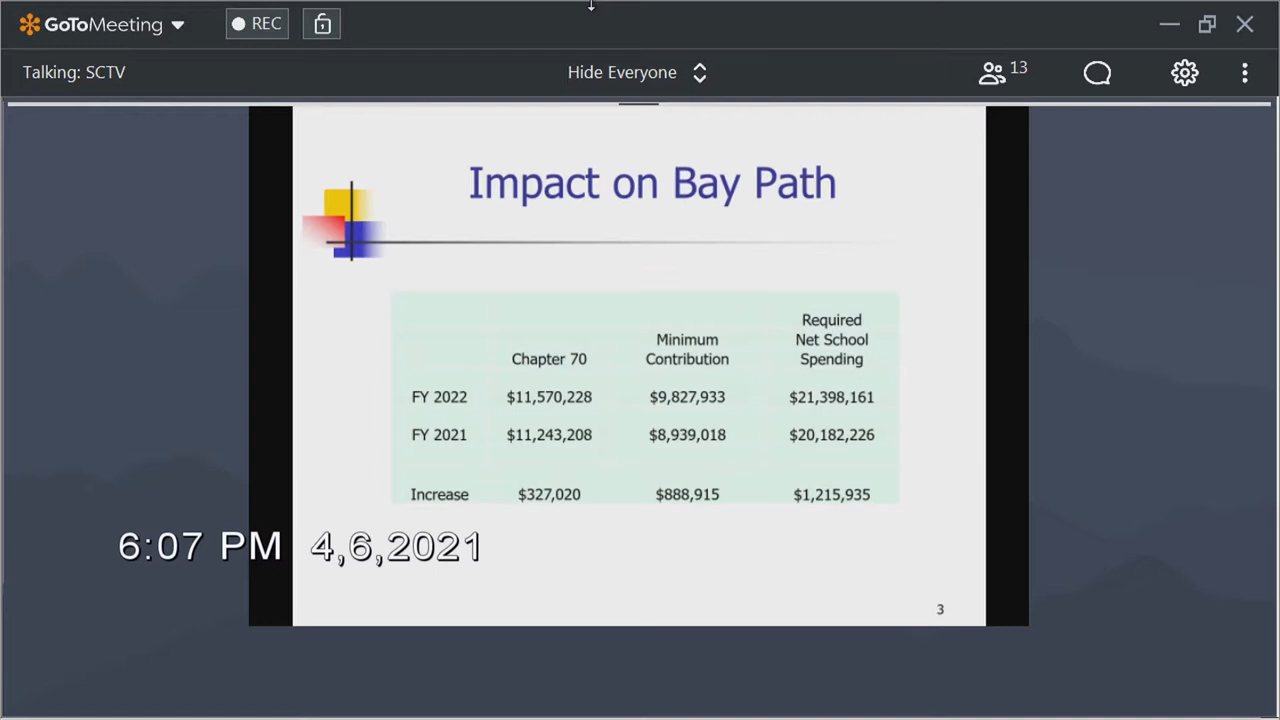 GoToMeeting
REC
Talking: SCTV
Hide Everyone
13
Impact on Bay Path
Chapter 70
Minimum
Contribution
Required
Net School
Spending
FY 2022 $11,570,228 $9,827,933 $21,398,161
FY 2021 $11,243,208 $8,939,018 $20,182,226
Increase $327,020 $888,915 $1,215,935
6:07 PM 4,6,2021
3